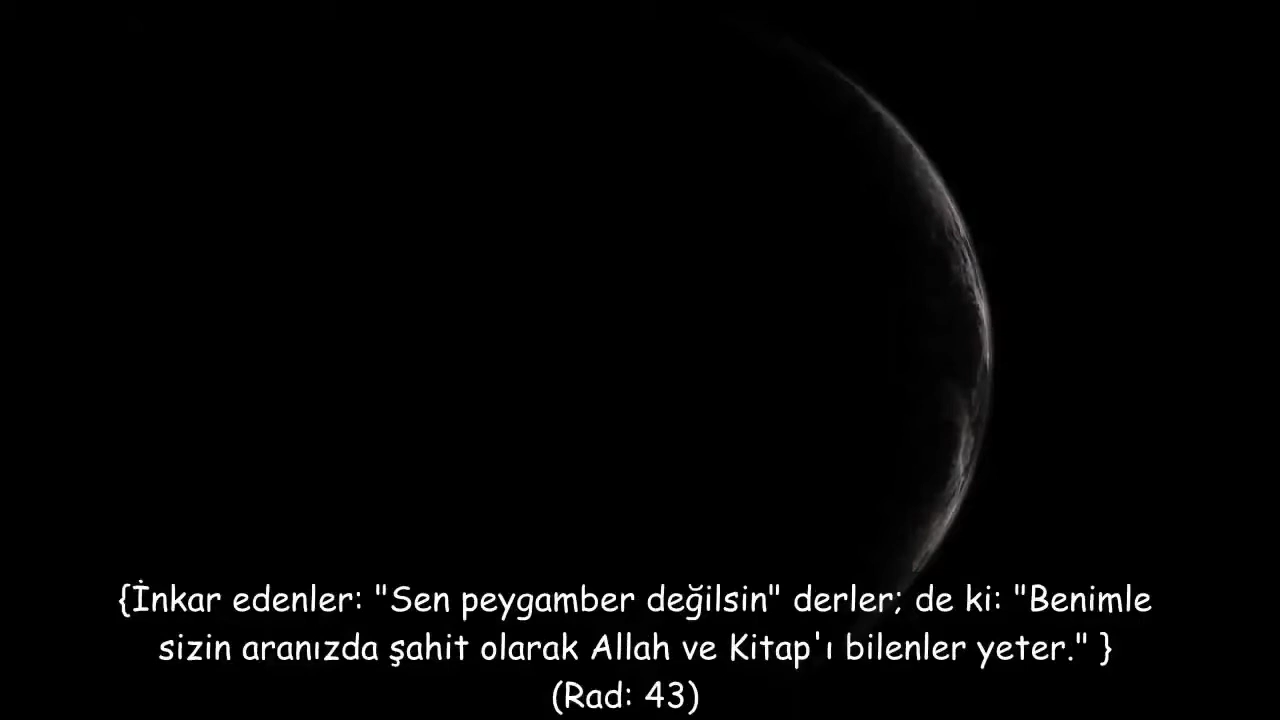 {İnkar edenler: "Sen peygamber değilsin" derler; de ki: "Benimle
sizin aranızda şahit olarak Allah ve Kitap'ı bilenler yeter." }
(Rad: 43)